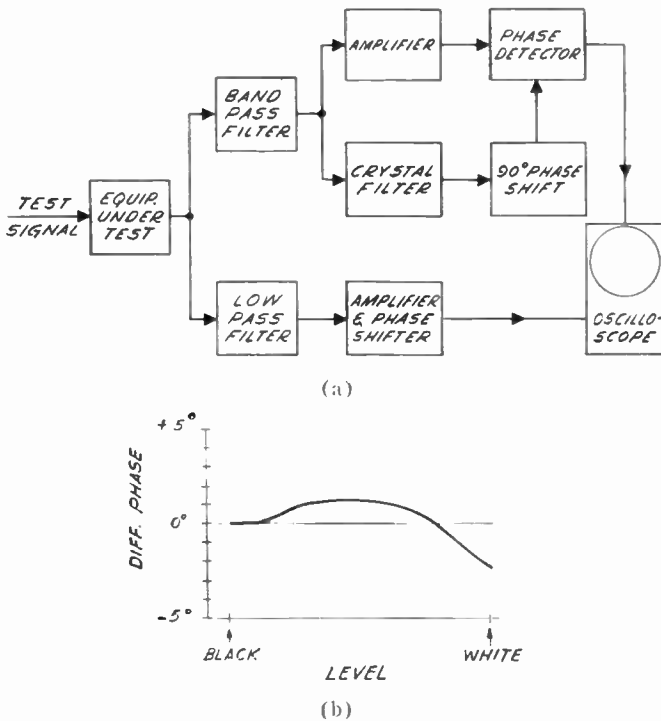 AMPLIFIER
PHASE
DETECTOR
BAND
PASS
FILTER
CRYSTAL
FILTER
90° PHASE
SHIFT
TEST
SIGNAL
EQUIP.
UNDER
TEST
LOW
PASS
FILTER
AMPLIFIER
& PHASE
SHIFTER
OSCILLO-
SCOPE
(a)
+5°
0°
-5°
DIFF. PHASE
BLACK
WHITE
LEVEL
(b)